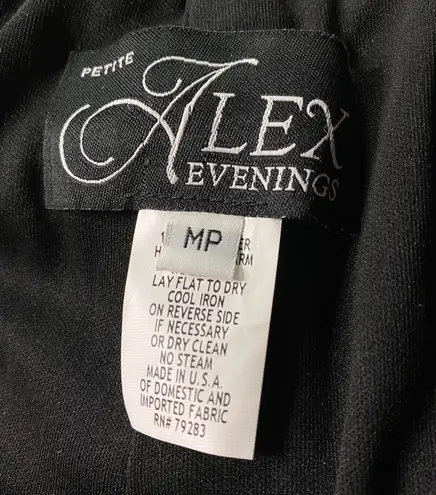 PETITE
ALEX
EVENINGS
MP
LAY FLAT TO DRY
COOL IRON
ON REVERSE SIDE
IF NECESSARY
OR DRY CLEAN
NO STEAM
MADE IN U.S.A.
OF DOMESTIC AND
IMPORTED FABRIC
RN# 79283